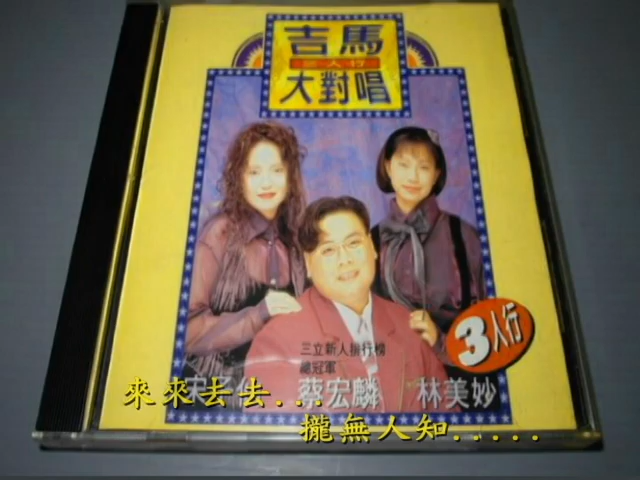 吉馬
三人行
大對唱
3人行
三立新人排行榜
總冠軍
蔡宏麟
林美妙
來來去去...
攏無人知.....